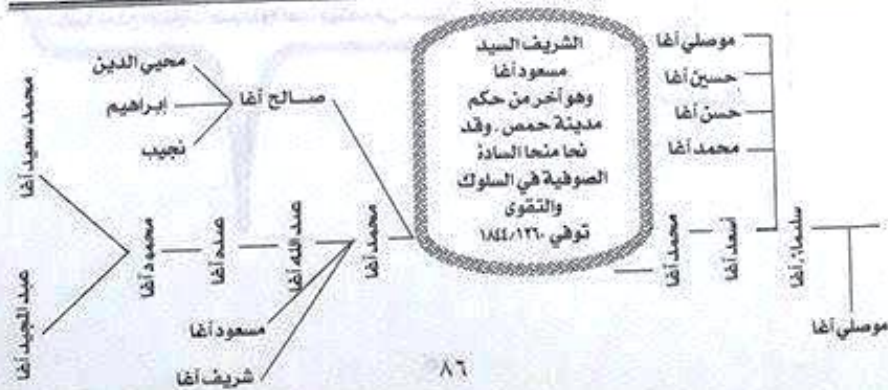 موصلي آغا
حسين آغا
حسن آغا
محمد آغا
سليمان آغا
موصلي آغا
أسعد آغا
محمد آغا
الشريف السيد
مسعود آغا
وهو آخر من حكم
مدينة حمص. وقد
نحا منحا السادة
الصوفية في السلوك
والتقوى
توفي ١٢٦٠/١٨٤٤
محمد آغا
صالح آغا
محيي الدين
إبراهيم
نجيب
عبد الله آغا
مسعود آغا
شريف آغا
عبده آغا
محمود آغا
محمد سعيد آغا
عبد المجيد آغا
٨٦